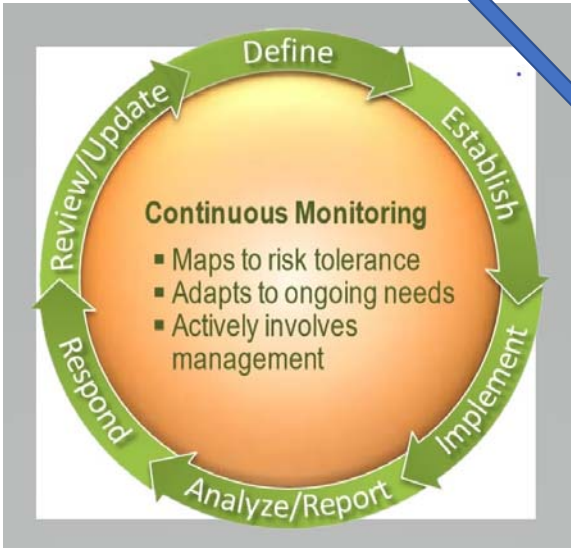 Define
Establish
Implement
Analyze/Report
Respond
Review/Update
Continuous Monitoring
▪ Maps to risk tolerance
▪ Adapts to ongoing needs
▪ Actively involves
management